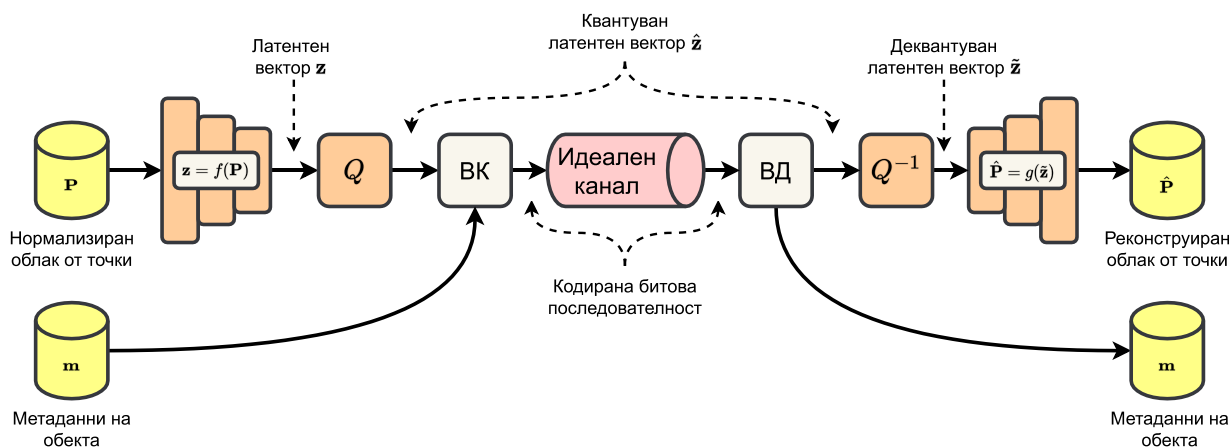 Квантуван
латентен вектор ẑ
Латентен
вектор z
Деквантуван
латентен вектор z̃
P
z = f(P)
Q
ВК
Идеален
канал
ВД
Q⁻¹
P̂ = g(z̃)
P̂
Нормализиран
облак от точки
Реконструиран
облак от точки
Кодирана битова
последователност
m
m
Метаданни на
обекта
Метаданни на
обекта